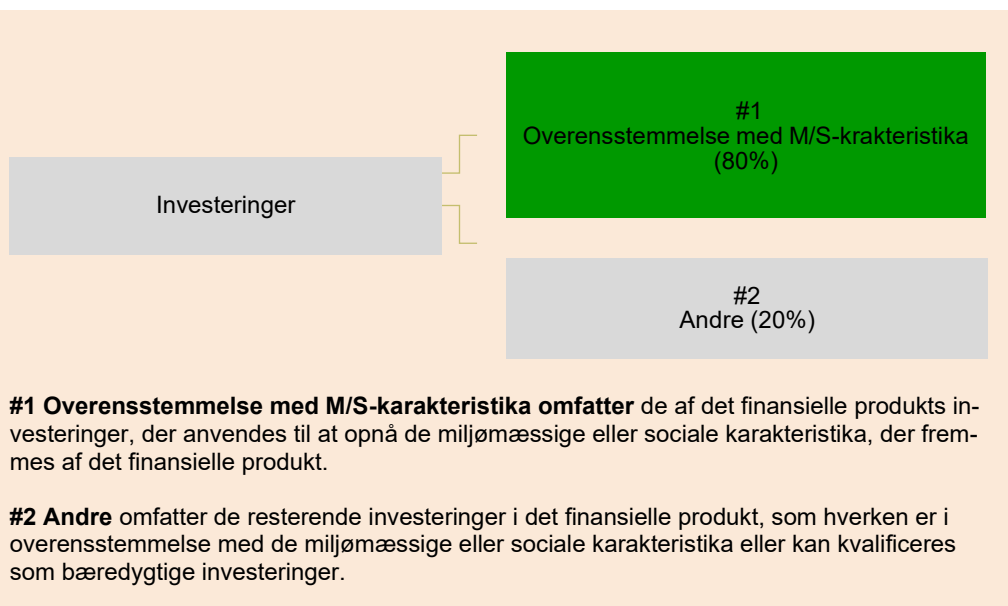 #1
Overensstemmelse med M/S-krakteristika
(80%)
Investeringer
#2
Andre (20%)
#1 Overensstemmelse med M/S-karakteristika omfatter de af det finansielle produkts in-
vesteringer, der anvendes til at opnå de miljømæssige eller sociale karakteristika, der frem-
mes af det finansielle produkt.
#2 Andre omfatter de resterende investeringer i det finansielle produkt, som hverken er i
overensstemmelse med de miljømæssige eller sociale karakteristika eller kan kvalificeres
som bæredygtige investeringer.